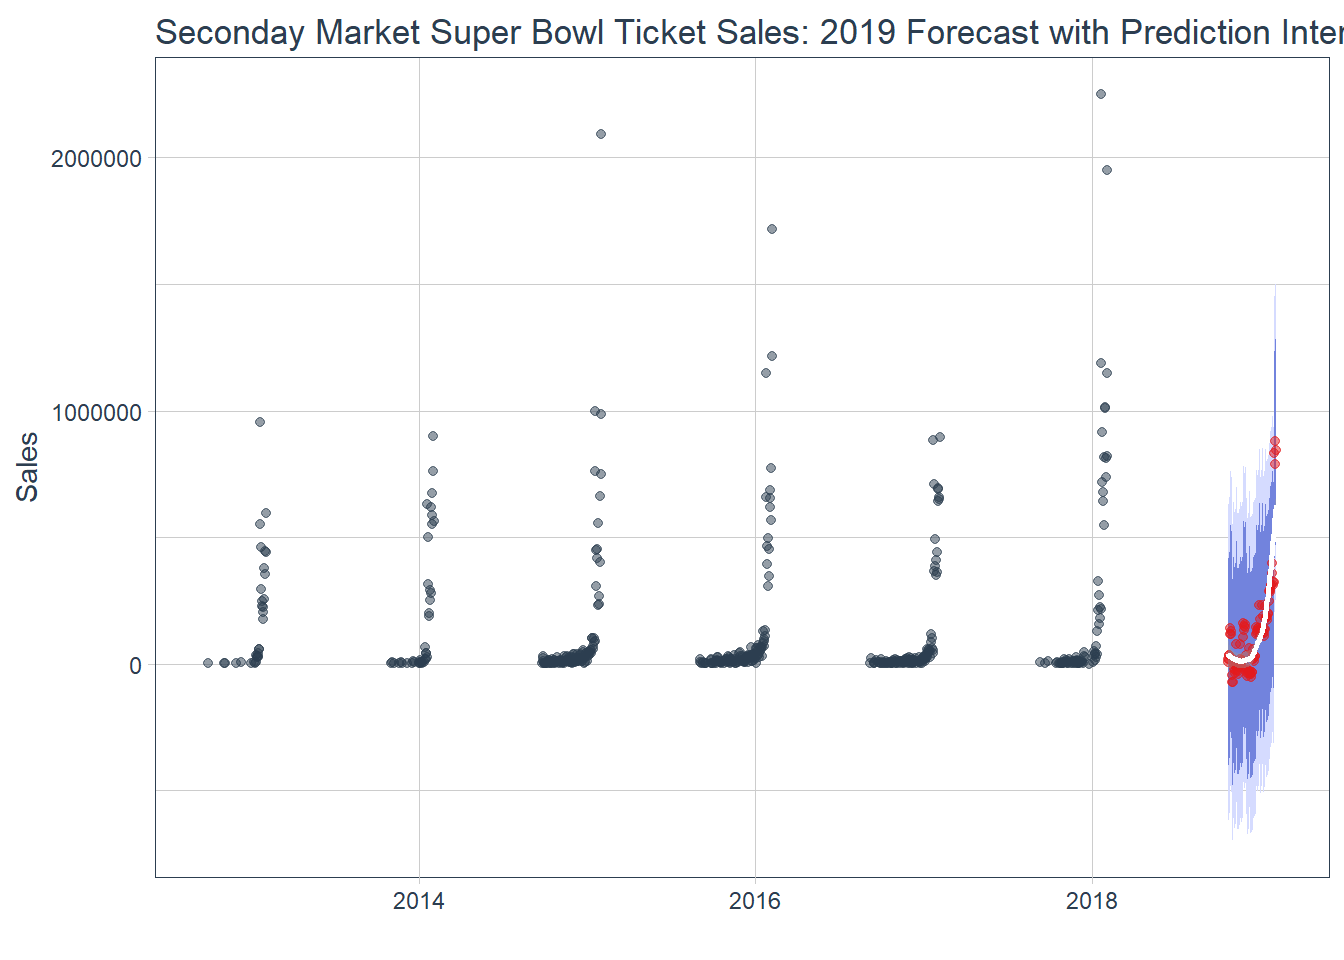 Seconday Market Super Bowl Ticket Sales: 2019 Forecast with Prediction Inter
2000000
1000000
Sales
0
2014 2016 2018